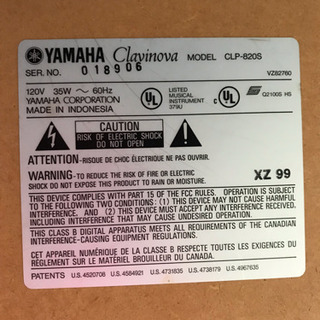 YAMAHA Clavinova MODEL CLP-820S
SER. NO. 018906 VZ82760
120V 35W ~ 60Hz
YAMAHA CORPORATION
MADE IN INDONESIA
UL
LISTED
MUSICAL
INSTRUMENT
379U
UL
Q2100S HS
CAUTION
RISK OF ELECTRIC SHOCK
DO NOT OPEN
ATTENTION-RISQUE DE CHOC ÉLECTRIQUE NE PAS OUVRIR.
WARNING-TO REDUCE THE RISK OF FIRE OR ELECTRIC
SHOCK DO NOT EXPOSE THIS PRODUCT TO RAIN OR MOISTURE.
XZ 99
THIS DEVICE COMPLIES WITH PART 15 OF THE FCC RULES. OPERATION IS SUBJECT
TO THE FOLLOWING TWO CONDITIONS: (1) THIS DEVICE MAY NOT CAUSE HARMFUL
INTERFERENCE, AND (2) THIS DEVICE MUST ACCEPT ANY INTERFERENCE
RECEIVED, INCLUDING INTERFERENCE THAT MAY CAUSE UNDESIRED OPERATION.
THIS CLASS B DIGITAL APPARATUS MEETS ALL REQUIREMENTS OF THE CANADIAN
INTERFERENCE-CAUSING EQUIPMENT REGULATIONS.
CET APPAREIL NUMÉRIQUE DE LA CLASSE B RESPECTE TOUTES LES EXIGENCES DU
RÈGLEMENT SUR LE MATÉRIEL BROUILLEUR DU CANADA.
PATENTS U.S.4520708 U.S.4584921 U.S.4731835 U.S.4738179 U.S.4967635